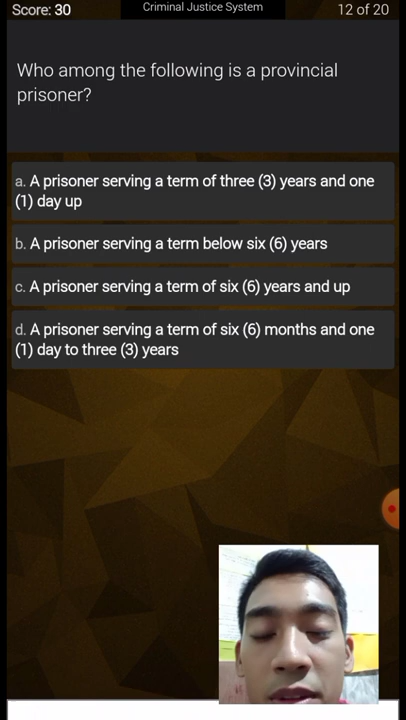 Score: 30
Criminal Justice System
12 of 20
Who among the following is a provincial
prisoner?
a. A prisoner serving a term of three (3) years and one
(1) day up
b. A prisoner serving a term below six (6) years
c. A prisoner serving a term of six (6) years and up
d. A prisoner serving a term of six (6) months and one
(1) day to three (3) years